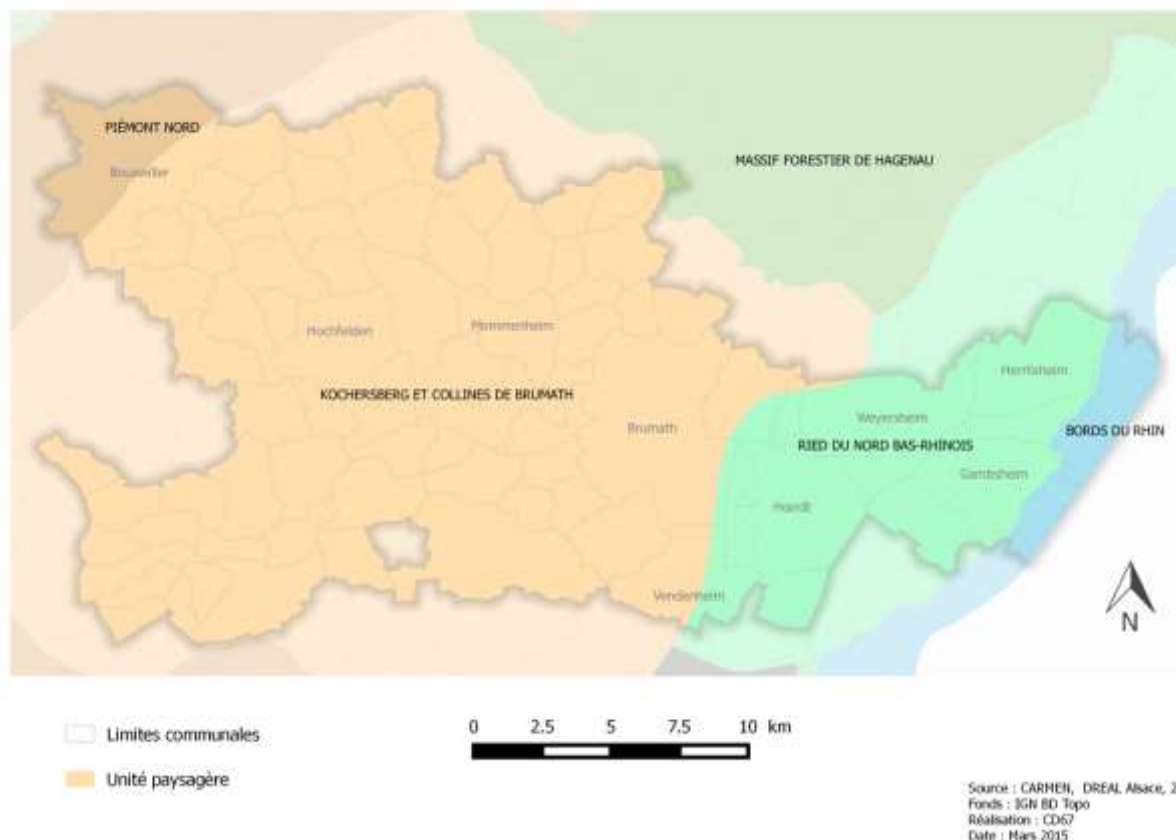 PIÉMONT NORD
Bouxwiller
MASSIF FORESTIER DE HAGENAU
Hochfelden
Mommenheim
Herrlisheim
KOCHERSBERG ET COLLINES DE BRUMATH
Weyersheim
Brumath
BORDS DU RHIN
RIED DU NORD BAS-RHINOIS
Gambsheim
Hoerdt
Vendenheim
N
0 2.5 5 7.5 10 km
Limites communales
Unité paysagère
Source : CARMEN, DREAL Alsace, 2
Fonds : IGN BD Topo
Réalisation : CD67
Date : Mars 2015